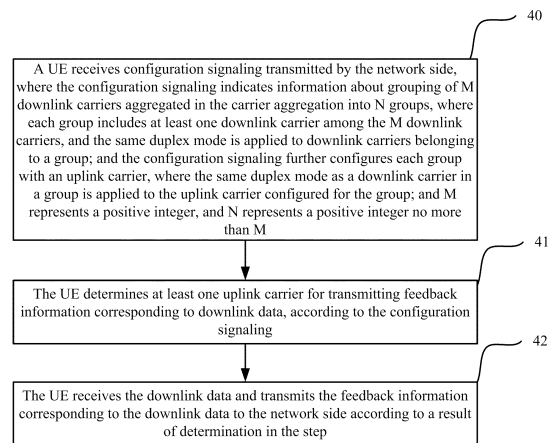 40
A UE receives configuration signaling transmitted by the network side,
where the configuration signaling indicates information about grouping of M
downlink carriers aggregated in the carrier aggregation into N groups, where
each group includes at least one downlink carrier among the M downlink
carriers, and the same duplex mode is applied to downlink carriers belonging
to a group; and the configuration signaling further configures each group
with an uplink carrier, where the same duplex mode as a downlink carrier in
a group is applied to the uplink carrier configured for the group; and M
represents a positive integer, and N represents a positive integer no more
than M
41
The UE determines at least one uplink carrier for transmitting feedback
information corresponding to downlink data, according to the configuration
signaling
42
The UE receives the downlink data and transmits the feedback information
corresponding to the downlink data to the network side according to a result
of determination in the step